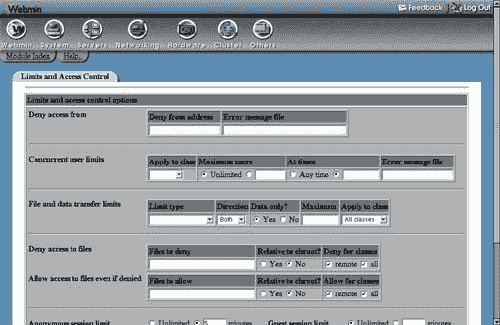 Webmin
Feedback Log Out
Webmin System Servers Networking Hardware Cluster Others
Module Index Help..
Limits and Access Control
Limits and access control options
Deny access from
Deny from address Error message file
Concurrent user limits
Apply to class Maximum users At times Error message file
Unlimited Any time
File and data transfer limits
Limit type Direction Data only? Maximum Apply to class
Both Yes No All classes
Deny access to files
Files to deny Relative to chroot? Deny for classes
Yes No remote all
Allow access to files even if denied
Files to allow Relative to chroot? Allow for classes
Yes No remote all
Anonymous session limit Unlimited minutes Guest session limit Unlimited minutes